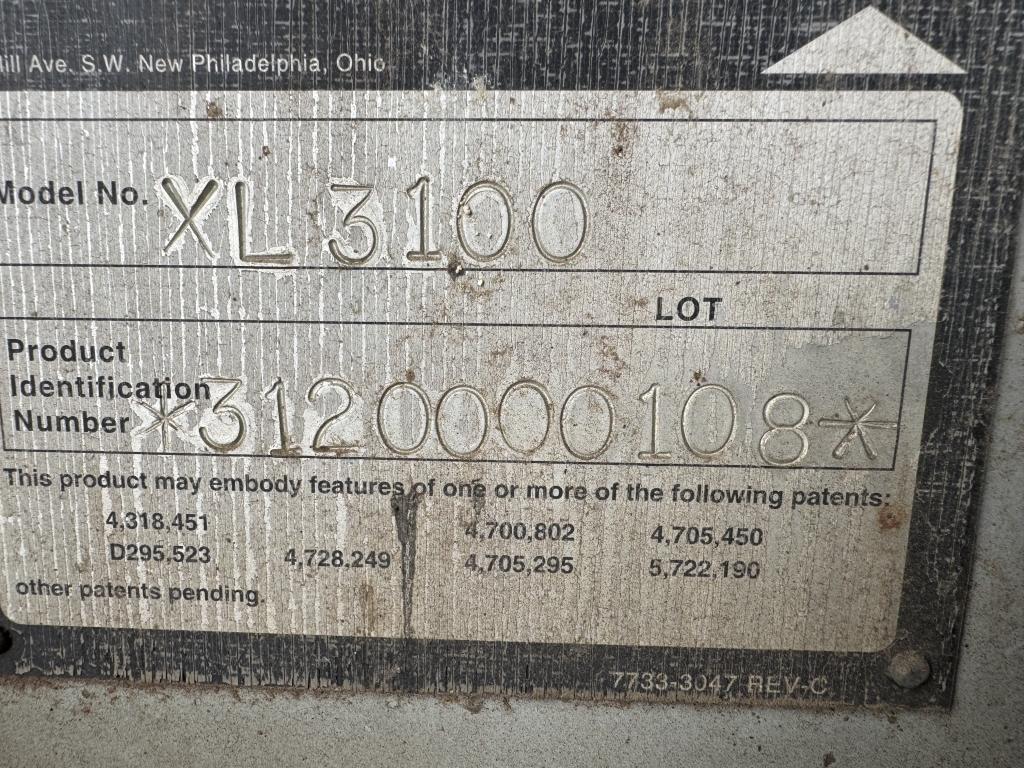 Ave. S.W. New Philadelphia, Ohio
Model No. XL 3100
LOT
Product
Identification
Number *3120000108*
This product may embody features of one or more of the following patents:
4,318,451 4,700,802 4,705,450
D295,523 4,728,249 4,705,295 5,722,190
other patents pending.
7733-3047 REV-C